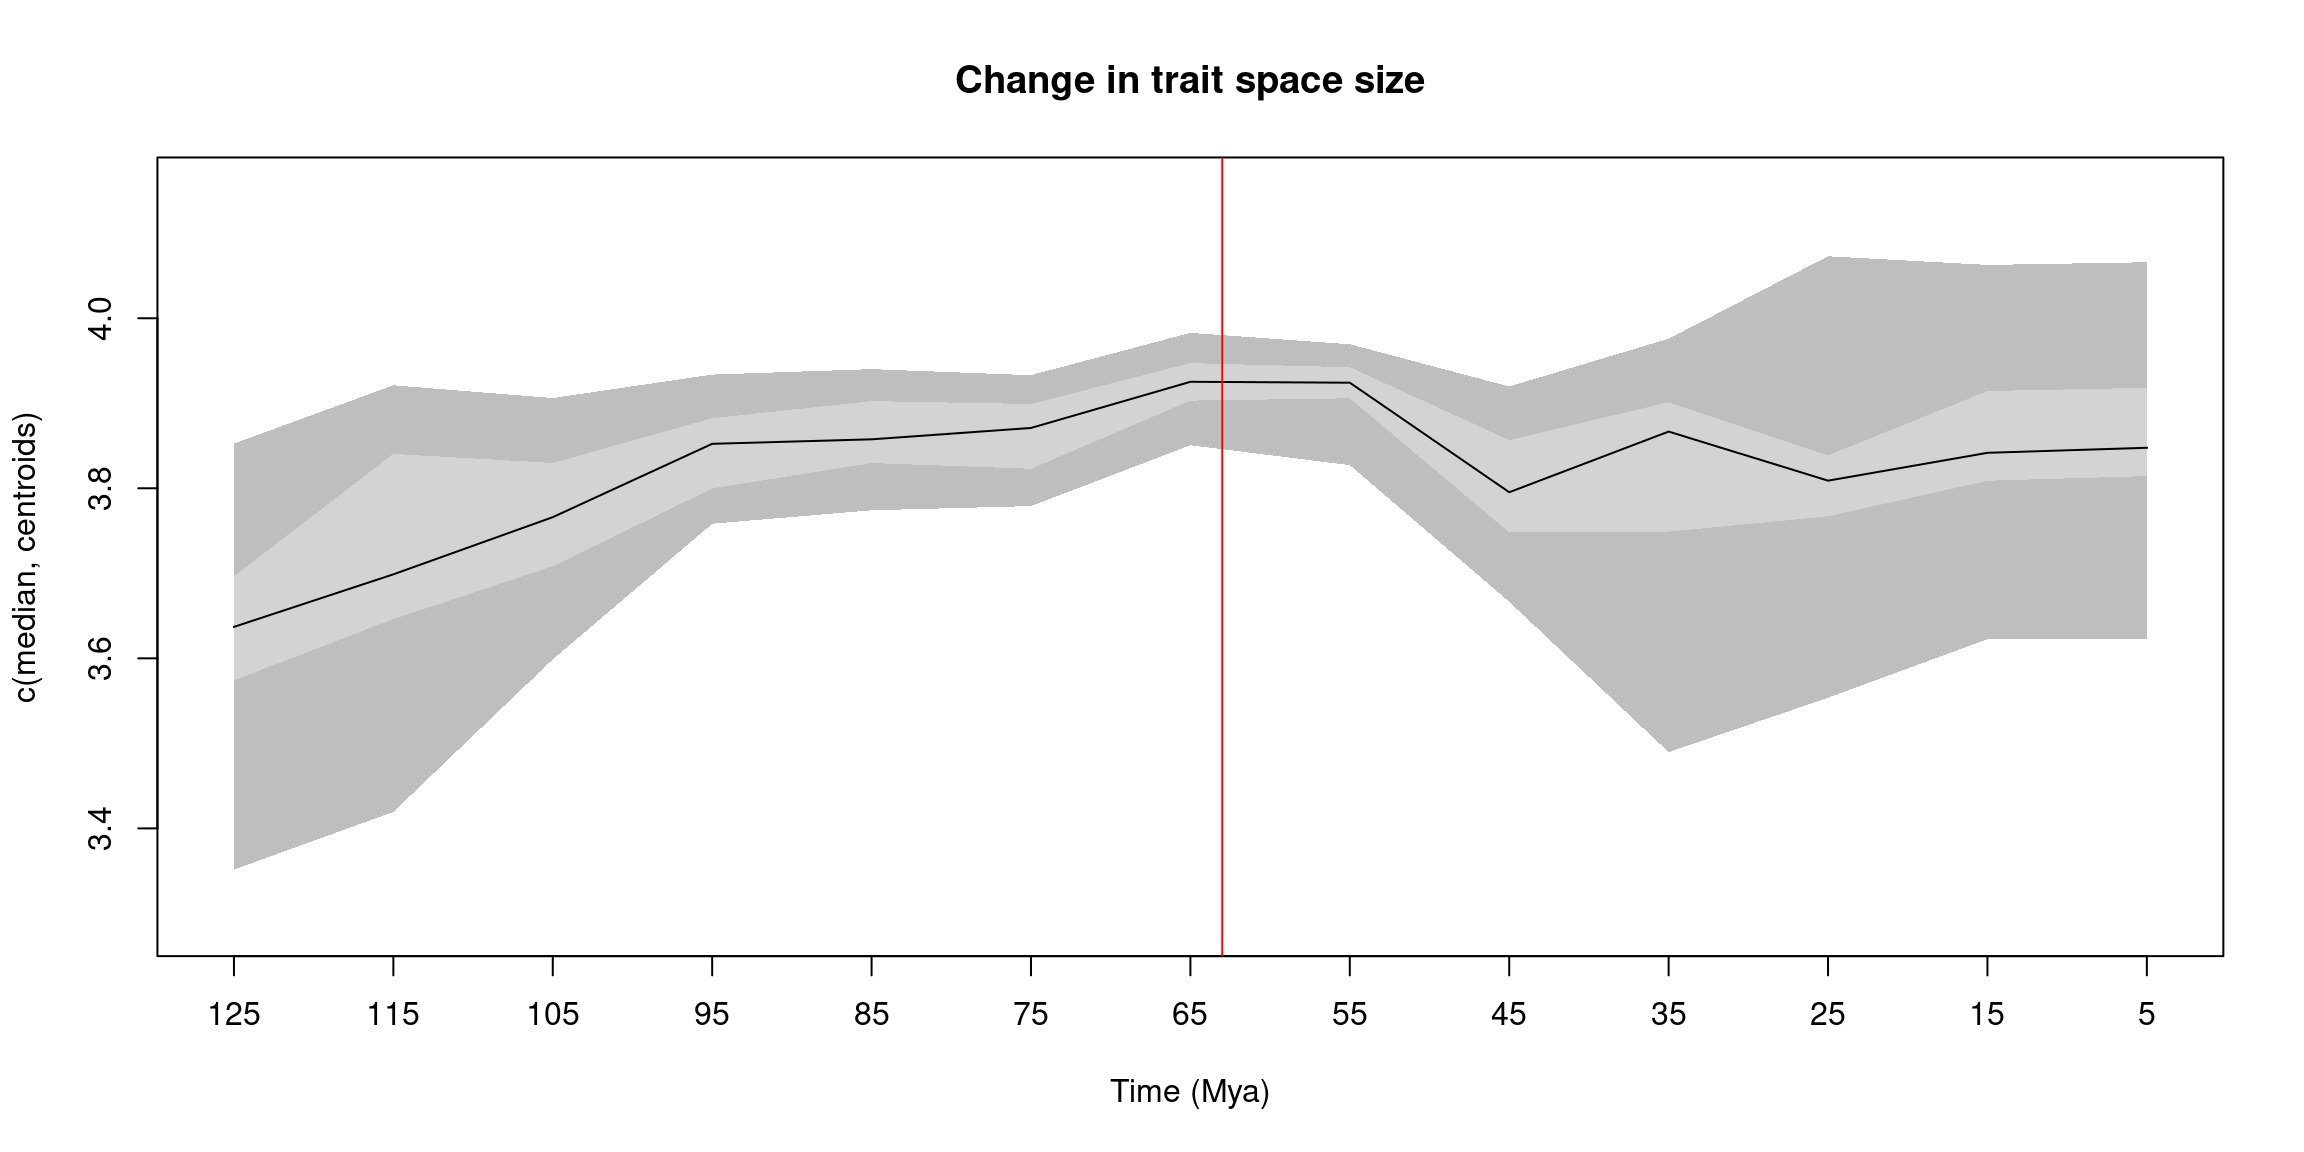 Change in trait space size
c(median, centroids)
4.0
3.8
3.6
3.4
125 115 105 95 85 75 65 55 45 35 25 15 5
Time (Mya)